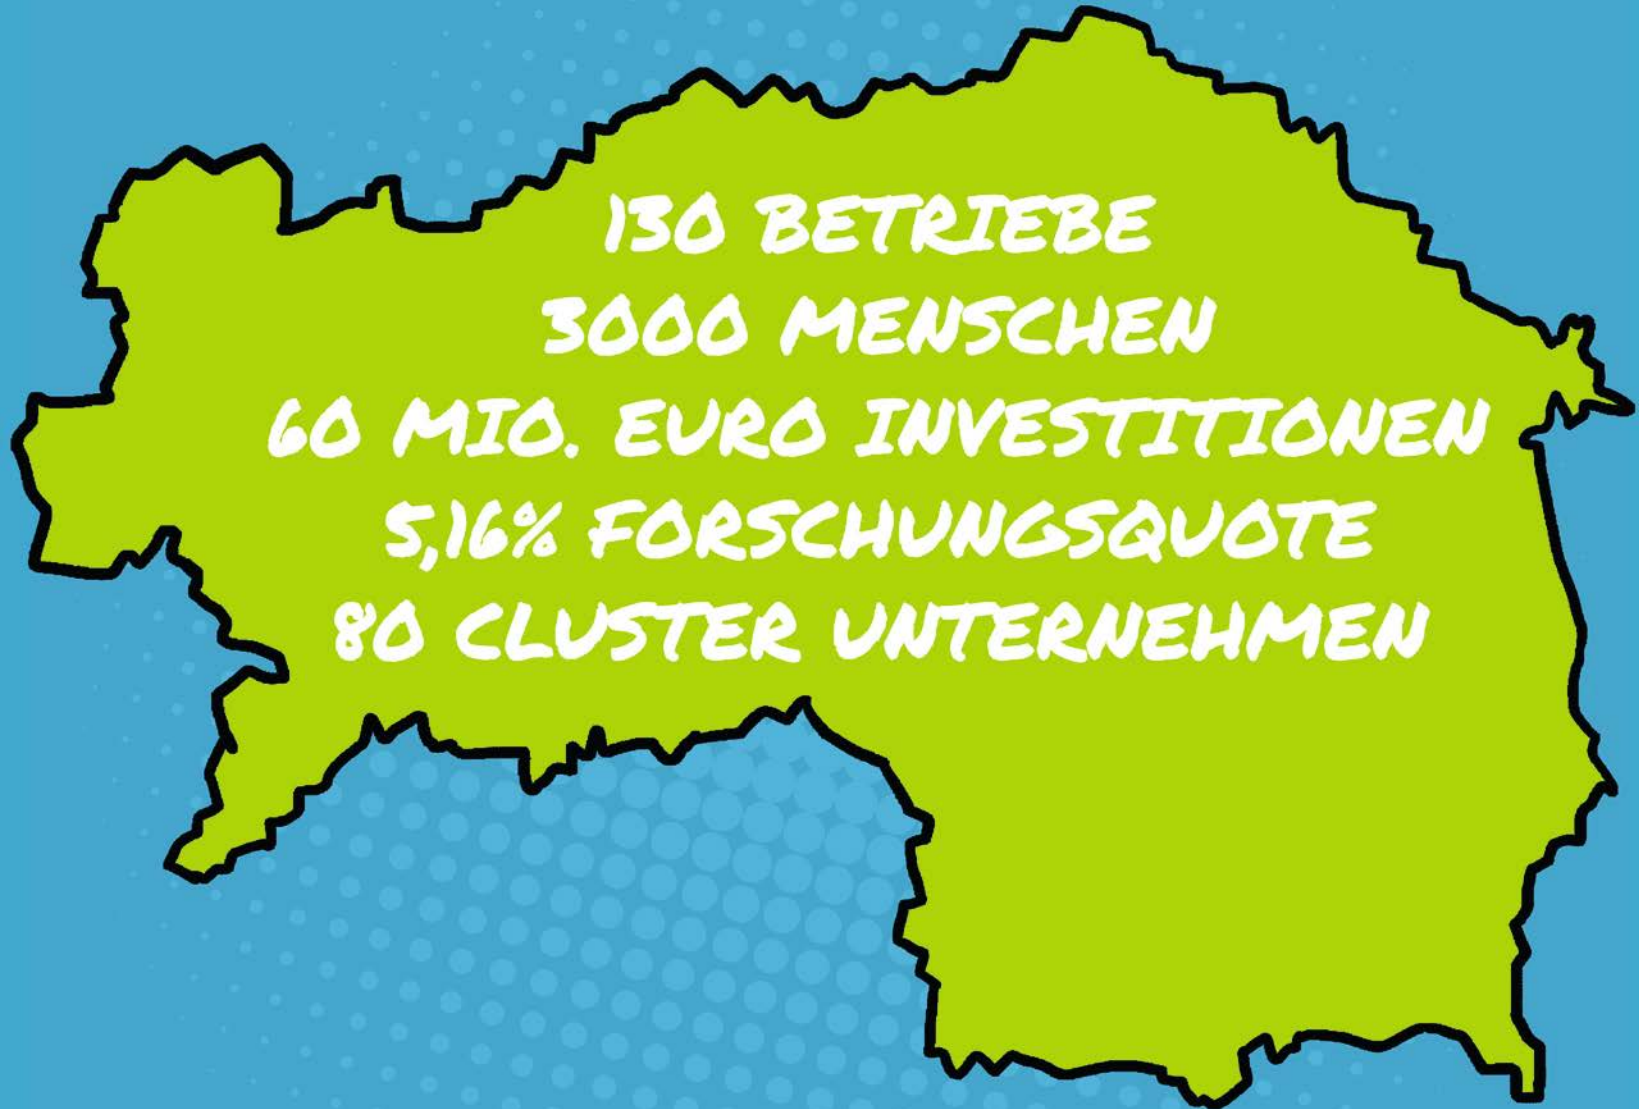 130 BETRIEBE
3000 MENSCHEN
60 MIO. EURO INVESTITIONEN
5,16% FORSCHUNGSQUOTE
80 CLUSTER UNTERNEHMEN